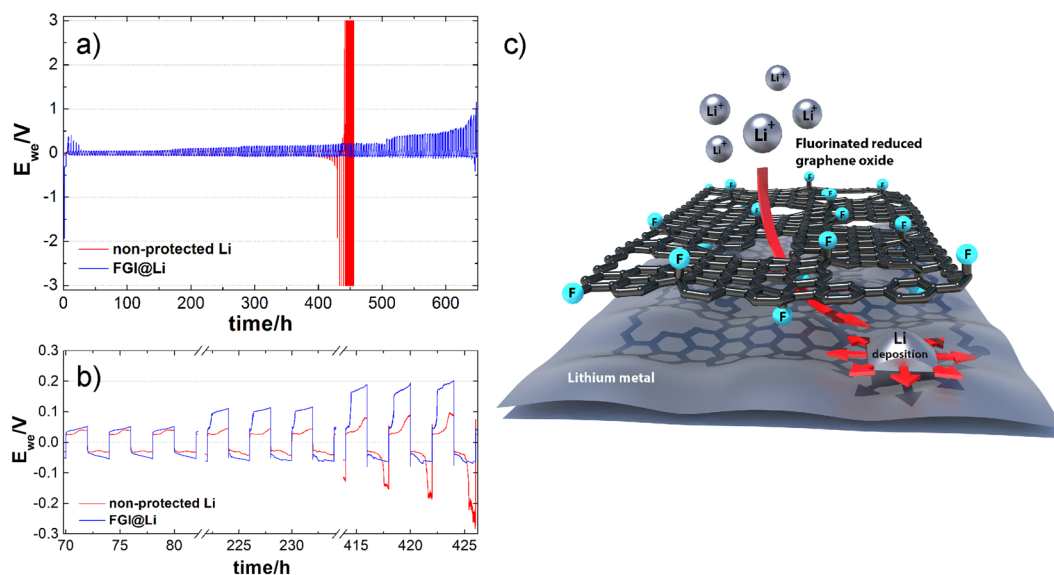 a)
E_we/V
3
2
1
0
-1
-2
-3
non-protected Li
FGI@Li
0 100 200 300 400 500 600
time/h
b)
E_we/V
0.3
0.2
0.1
0.0
-0.1
-0.2
-0.3
non-protected Li
FGI@Li
70 75 80 225 230 415 420 425
time/h
c)
Li+
Li+
Li+
Li+
Li+
Fluorinated reduced
graphene oxide
F
F
F
F
F
F
F
F
F
F
F
F
Li
deposition
Lithium metal